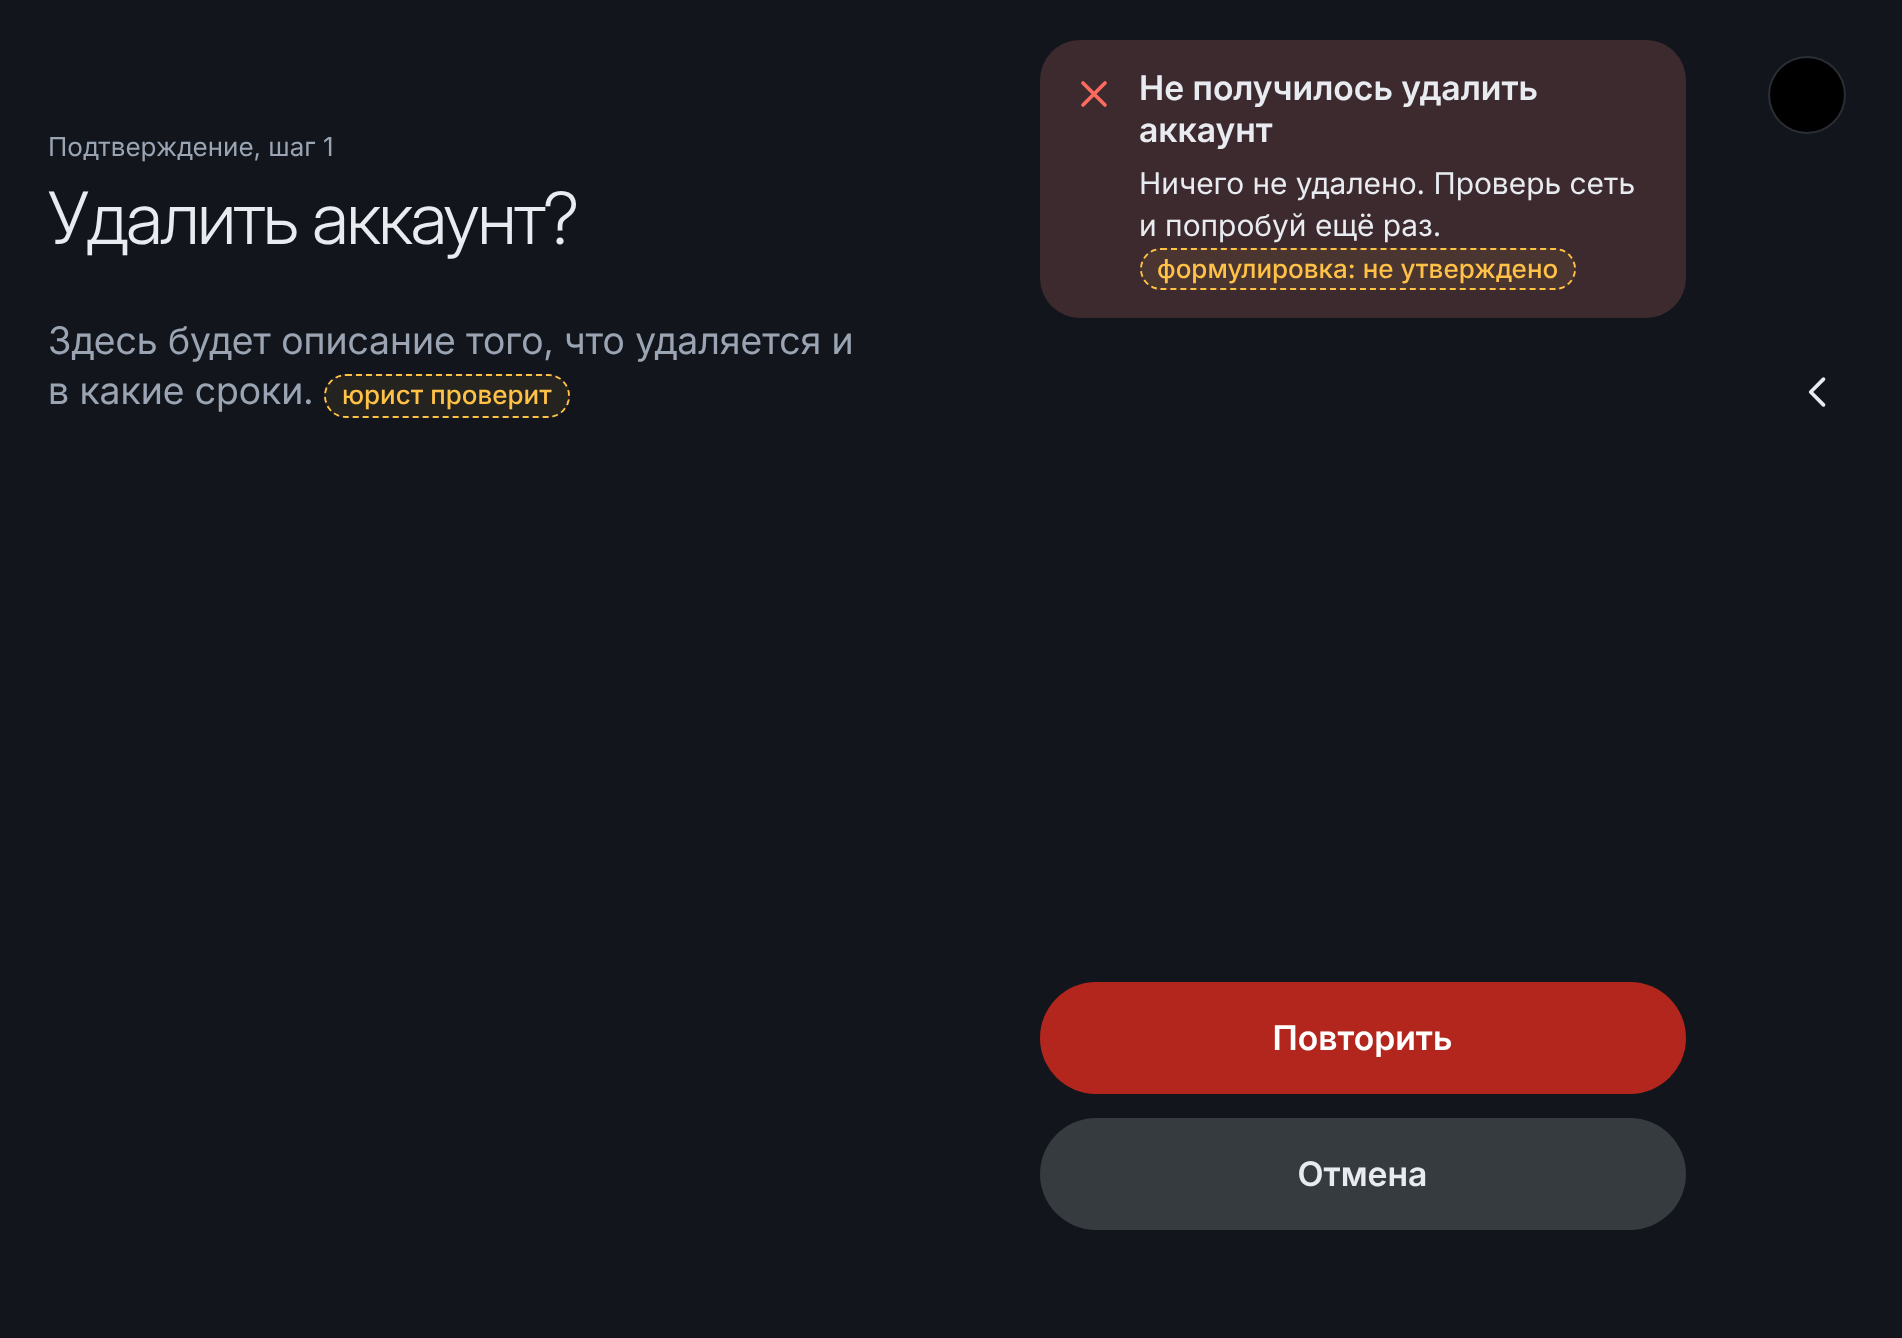 Подтверждение, шаг 1
Удалить аккаунт?
Здесь будет описание того, что удаляется и
в какие сроки. юрист проверит
Не получилось удалить
аккаунт
Ничего не удалено. Проверь сеть
и попробуй ещё раз.
формулировка: не утверждено
Повторить
Отмена